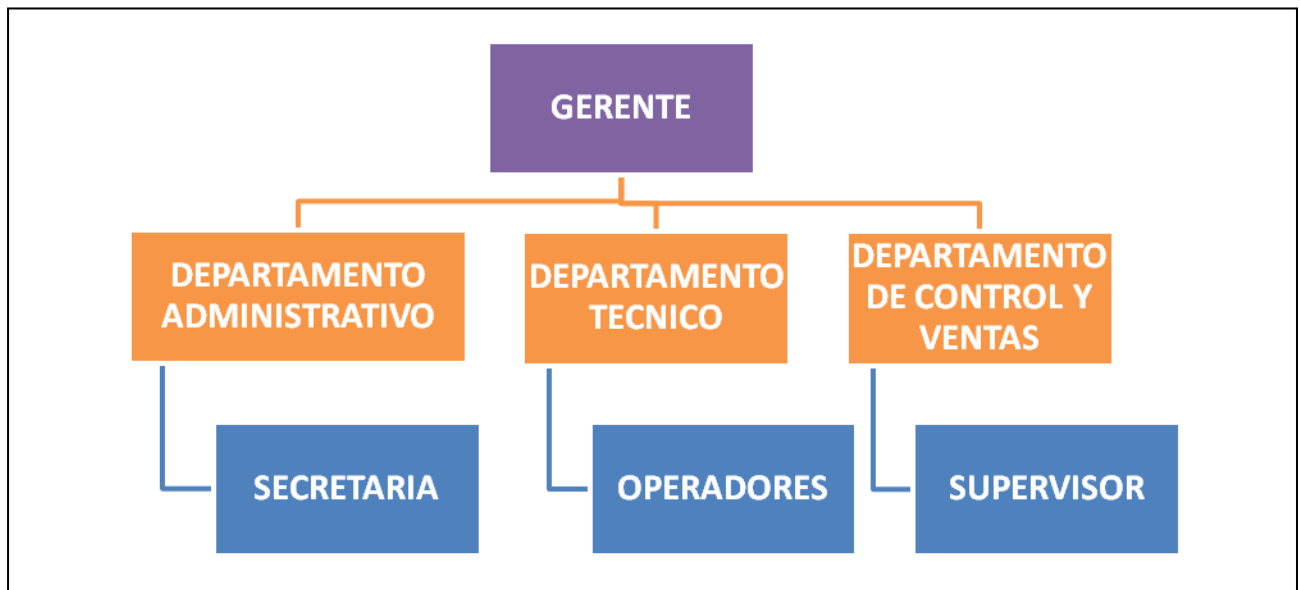 GERENTE
DEPARTAMENTO
ADMINISTRATIVO
DEPARTAMENTO
TECNICO
DEPARTAMENTO
DE CONTROL Y
VENTAS
SECRETARIA
OPERADORES
SUPERVISOR